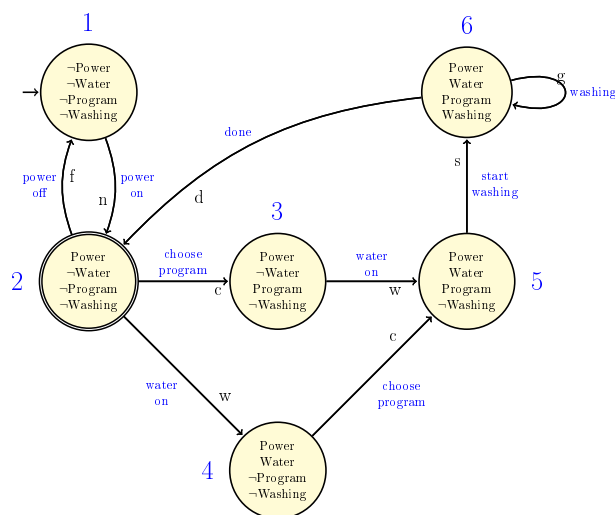 1
¬Power
¬Water
¬Program
¬Washing
6
Power
Water
Program
Washing
g
washing
done
d
power
off
f
n
power
on
s
start
washing
2
Power
¬Water
¬Program
¬Washing
choose
program
c
3
Power
¬Water
Program
¬Washing
water
on
w
Power
Water
Program
¬Washing
5
water
on
w
c
choose
program
4
Power
Water
¬Program
¬Washing